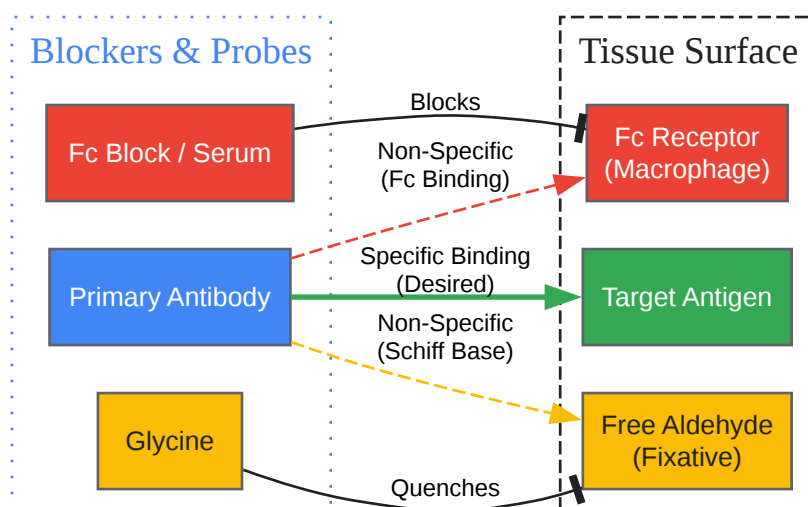 Blockers & Probes
Tissue Surface
Blocks
Fc Block / Serum
Fc Receptor
(Macrophage)
Non-Specific
(Fc Binding)
Primary Antibody
Specific Binding
(Desired)
Target Antigen
Non-Specific
(Schiff Base)
Glycine
Free Aldehyde
(Fixative)
Quenches